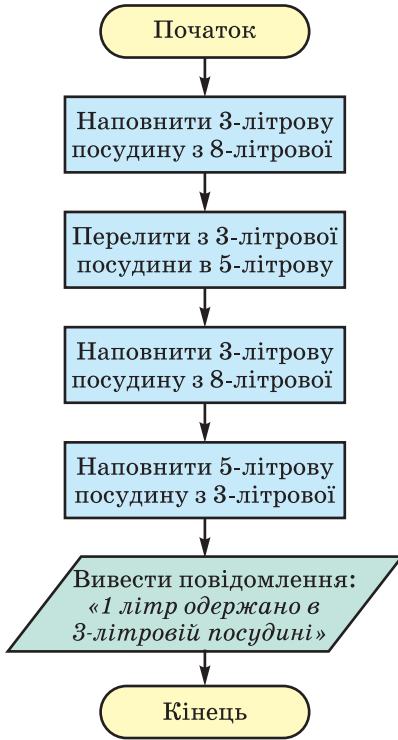 Початок
Наповнити 3-літрову
посудину з 8-літрової
Перелити з 3-літрової
посудини в 5-літрову
Наповнити 3-літрову
посудину з 8-літрової
Наповнити 5-літрову
посудину з 3-літрової
Вивести повідомлення:
«1 літр одержано в
3-літровій посудині»
Кінець